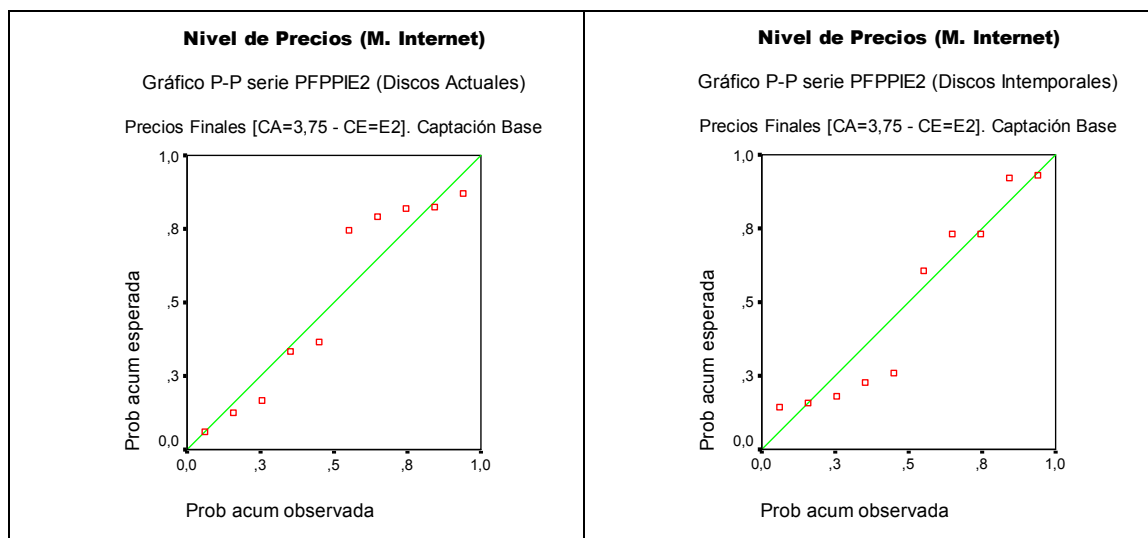 Nivel de Precios (M. Internet)
Gráfico P-P serie PFPPIE2 (Discos Actuales)
Precios Finales [CA=3,75 - CE=E2]. Captación Base
Prob acum esperada
1,0
,8
,5
,3
0,0
0,0 ,3 ,5 ,8 1,0
Prob acum observada
Nivel de Precios (M. Internet)
Gráfico P-P serie PFPPIE2 (Discos Intemporales)
Precios Finales [CA=3,75 - CE=E2]. Captación Base
Prob acum esperada
1,0
,8
,5
,3
0,0
0,0 ,3 ,5 ,8 1,0
Prob acum observada